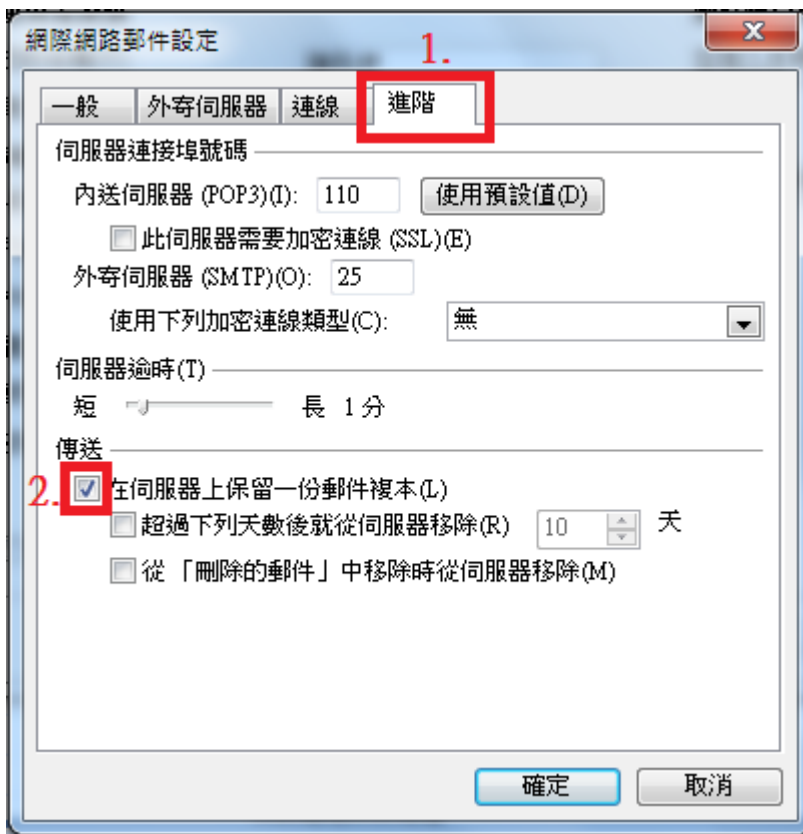 網際網路郵件設定
1.
一般 外寄伺服器 連線 進階
伺服器連接埠號碼
內送伺服器 (POP3)(I): 110 使用預設值(D)
此伺服器需要加密連線 (SSL)(E)
外寄伺服器 (SMTP)(O): 25
使用下列加密連線類型(C): 無
伺服器逾時(T)
短 長 1 分
傳送
2. 在伺服器上保留一份郵件複本(L)
超過下列天數後就從伺服器移除(R) 10 天
從「刪除的郵件」中移除時從伺服器移除(M)
確定 取消